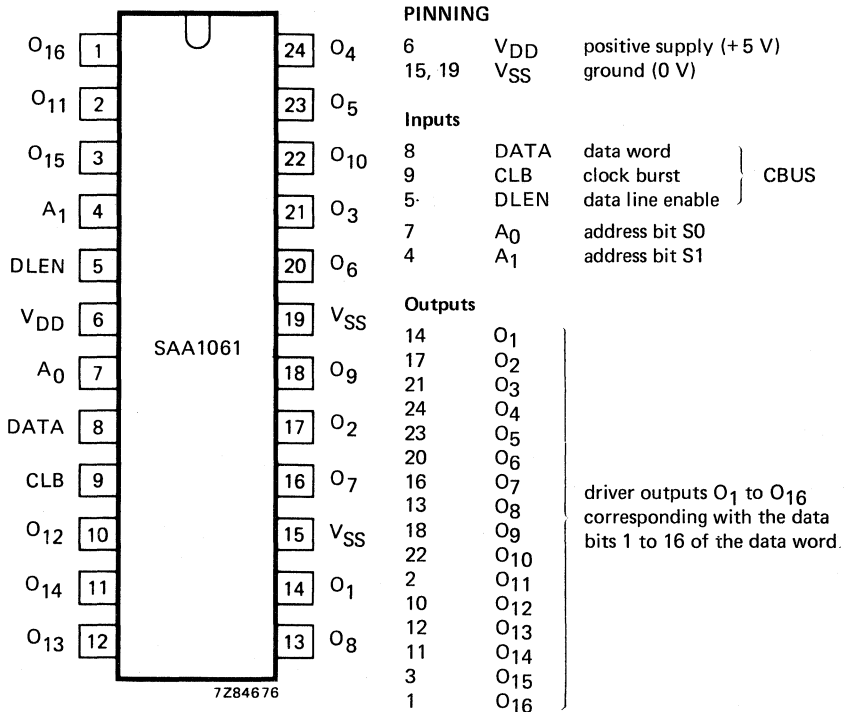 O16 1
O11 2
O15 3
A1 4
DLEN 5
VDD 6
A0 7
DATA 8
CLB 9
O12 10
O14 11
O13 12
SAA1061
24 O4
23 O5
22 O10
21 O3
20 O6
19 VSS
18 O9
17 O2
16 O7
15 VSS
14 O1
13 O8
7Z84676
PINNING
6 VDD positive supply (+5 V)
15, 19 VSS ground (0 V)
Inputs
8 DATA data word
9 CLB clock burst CBUS
5 DLEN data line enable
7 A0 address bit S0
4 A1 address bit S1
Outputs
14 O1
17 O2
21 O3
24 O4
23 O5
20 O6
16 O7
13 O8
18 O9
22 O10
2 O11
10 O12
12 O13
11 O14
3 O15
1 O16
driver outputs O1 to O16
corresponding with the data
bits 1 to 16 of the data word.